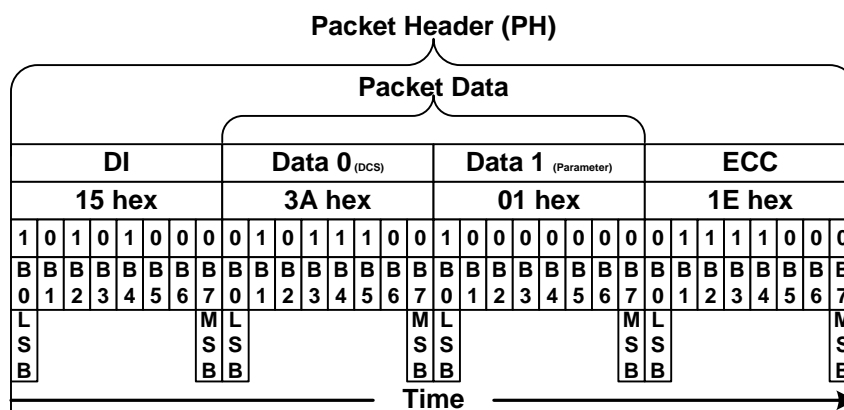 Packet Header (PH)
Packet Data
DI Data 0 (DCS) Data 1 (Parameter) ECC
15 hex 3A hex 01 hex 1E hex
1 0 1 0 1 0 0 0 0 1 0 1 1 1 0 0 1 0 0 0 0 0 0 0 0 1 1 1 1 0 0 0
B B B B B B B B B B B B B B B B B B B B B B B B B B B B B B B B
0 1 2 3 4 5 6 7 0 1 2 3 4 5 6 7 0 1 2 3 4 5 6 7 0 1 2 3 4 5 6 7
L M L M L M L M
S S S S S S S S
B B B B B B B B
Time